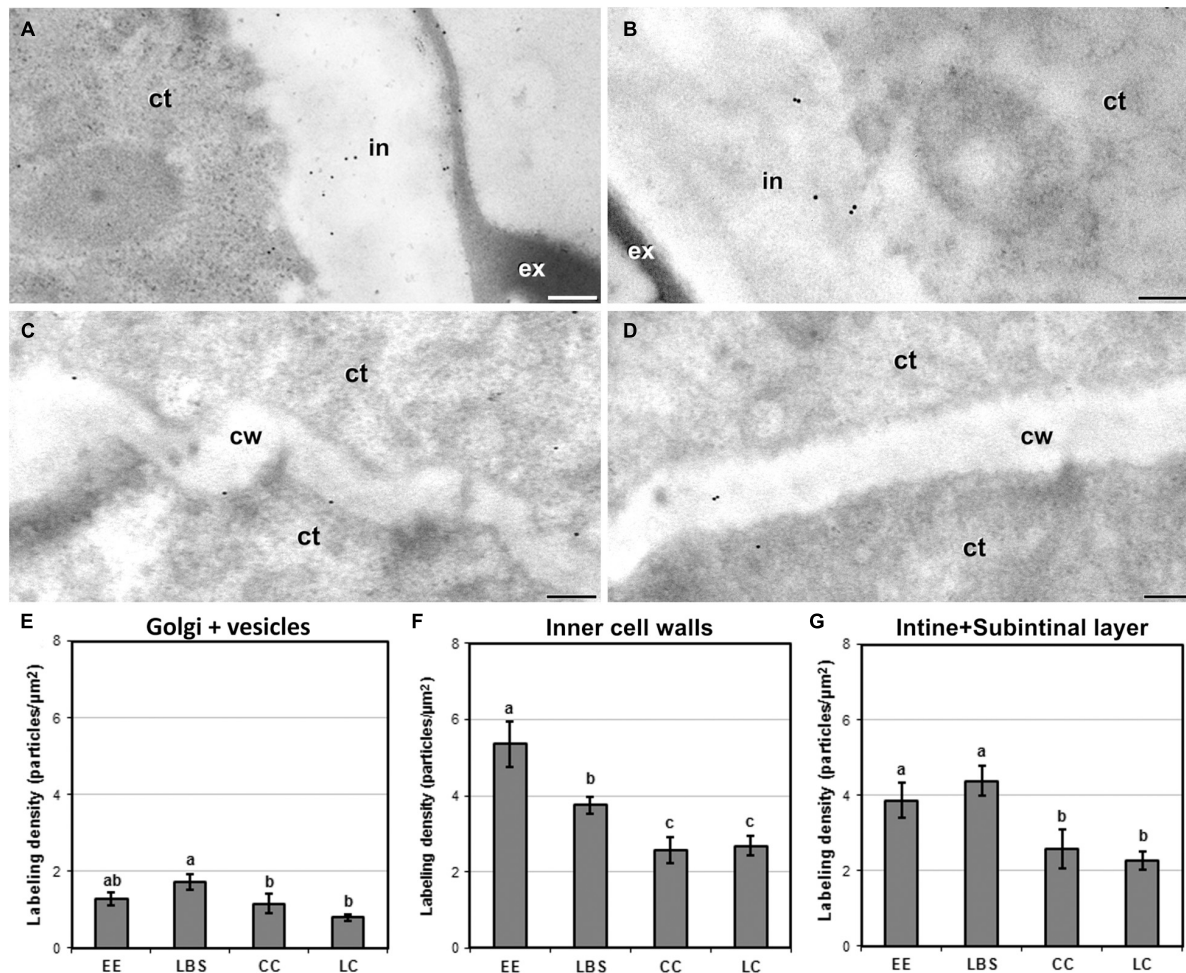 A
ct
in
ex
B
ct
in
ex
C
ct
cw
ct
D
ct
cw
ct
E
Golgi + vesicles
Labeling density (particles/µm²)
8
6
4
2
0
ab
a
b
b
EE LBS CC LC
F
Inner cell walls
Labeling density (particles/µm²)
8
6
4
2
0
a
b
c
c
EE LBS CC LC
G
Intine+Subintinal layer
Labeling density (particles/µm²)
8
6
4
2
0
a
a
b
b
EE LBS CC LC